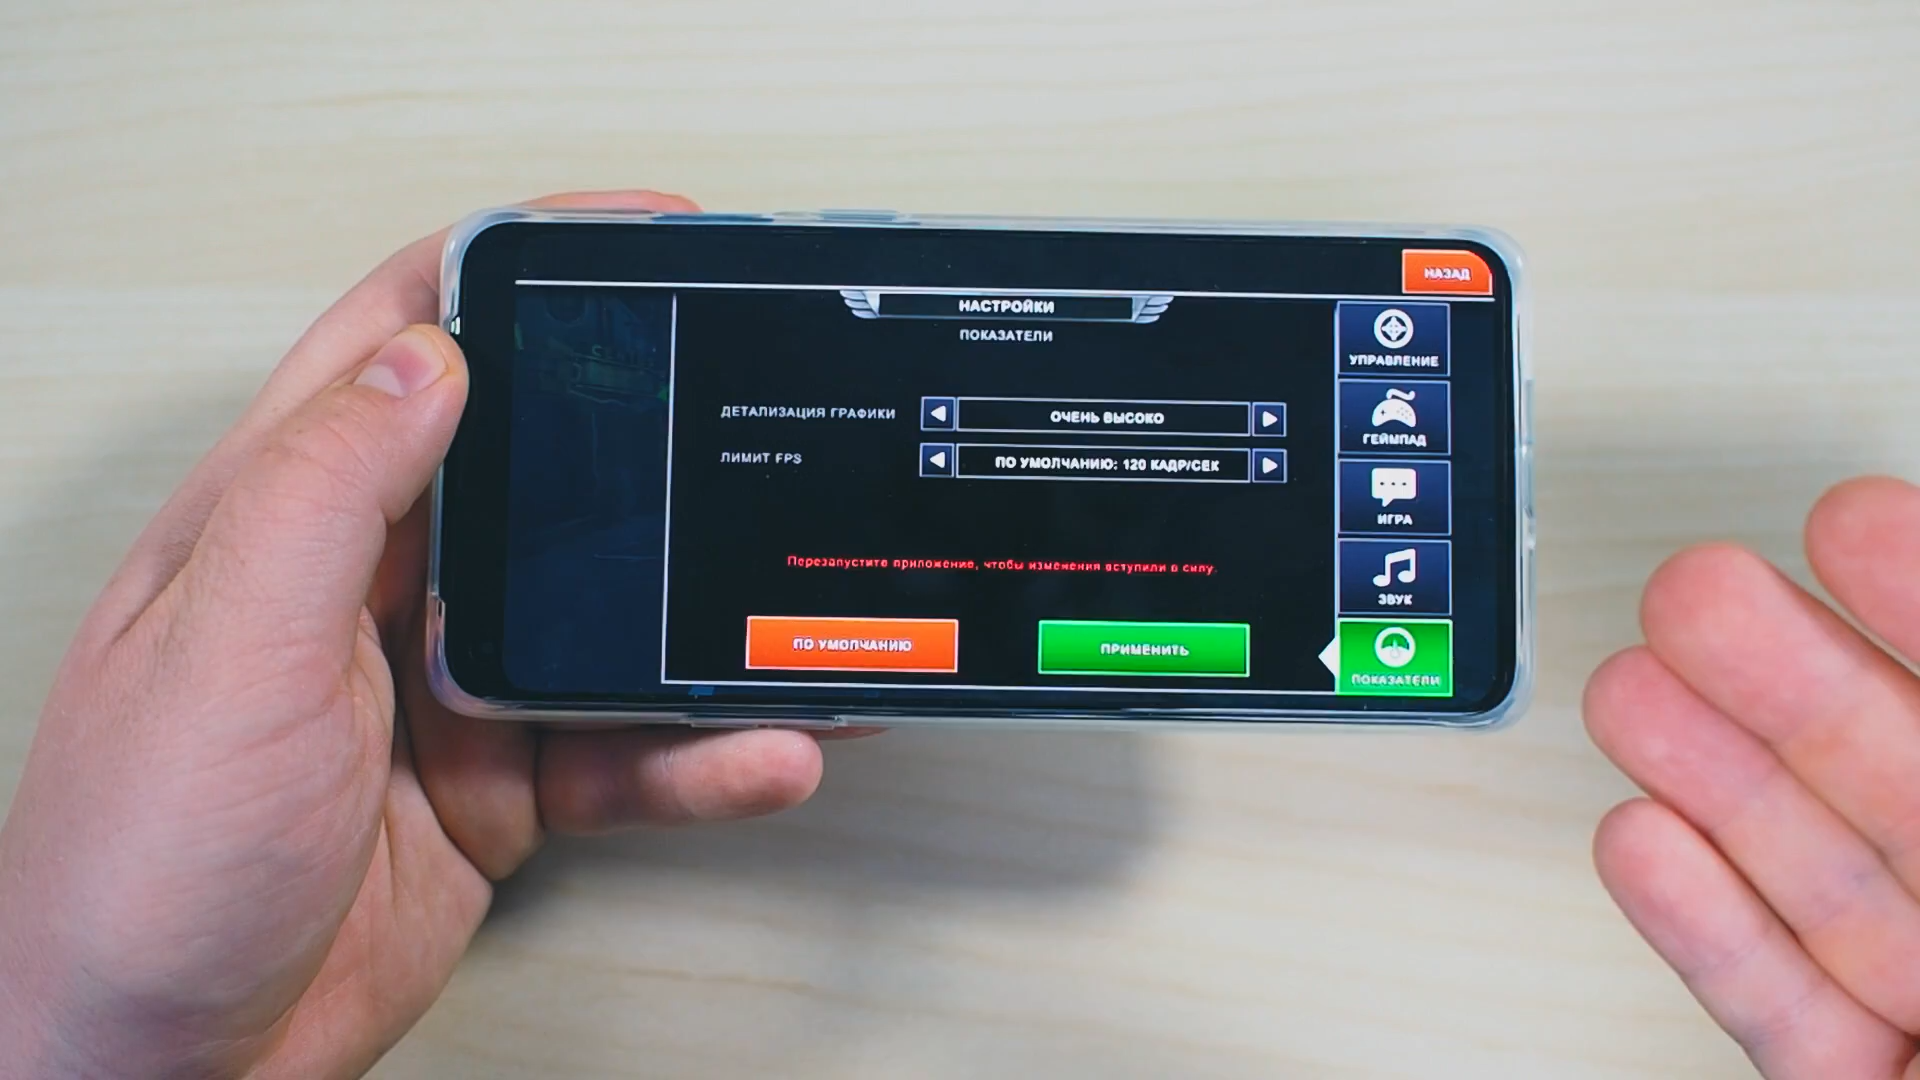 НАЗАД
НАСТРОЙКИ
ПОКАЗАТЕЛИ
ДЕТАЛИЗАЦИЯ ГРАФИКИ
ОЧЕНЬ ВЫСОКО
ЛИМИТ FPS
ПО УМОЛЧАНИЮ: 120 КАДР/СЕК
Перезапустите приложение, чтобы изменения вступили в силу.
ПО УМОЛЧАНИЮ
ПРИМЕНИТЬ
УПРАВЛЕНИЕ
ГЕЙМПАД
ИГРА
ЗВУК
ПОКАЗАТЕЛИ